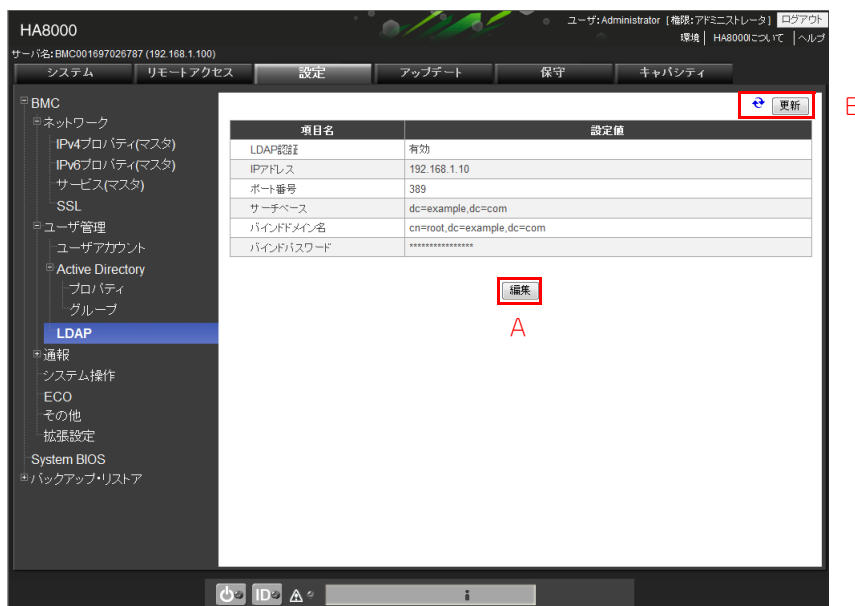 HA8000
ユーザ:Administrator [権限:アドミニストレータ] ログアウト
環境 | HA8000について | ヘルプ
サーバ名:BMC001697026787 (192.168.1.100)
システム リモートアクセス 設定 アップデート 保守 キャパシティ
BMC
ネットワーク
IPv4プロパティ(マスタ)
IPv6プロパティ(マスタ)
サービス(マスタ)
SSL
ユーザ管理
ユーザアカウント
Active Directory
プロパティ
グループ
LDAP
通報
システム操作
ECO
その他
拡張設定
System BIOS
バックアップ・リストア
更新
項目名 設定値
LDAP認証 有効
IPアドレス 192.168.1.10
ポート番号 389
サーチベース dc=example,dc=com
バインドドメイン名 cn=root,dc=example,dc=com
バインドパスワード ****************
編集
A
ID